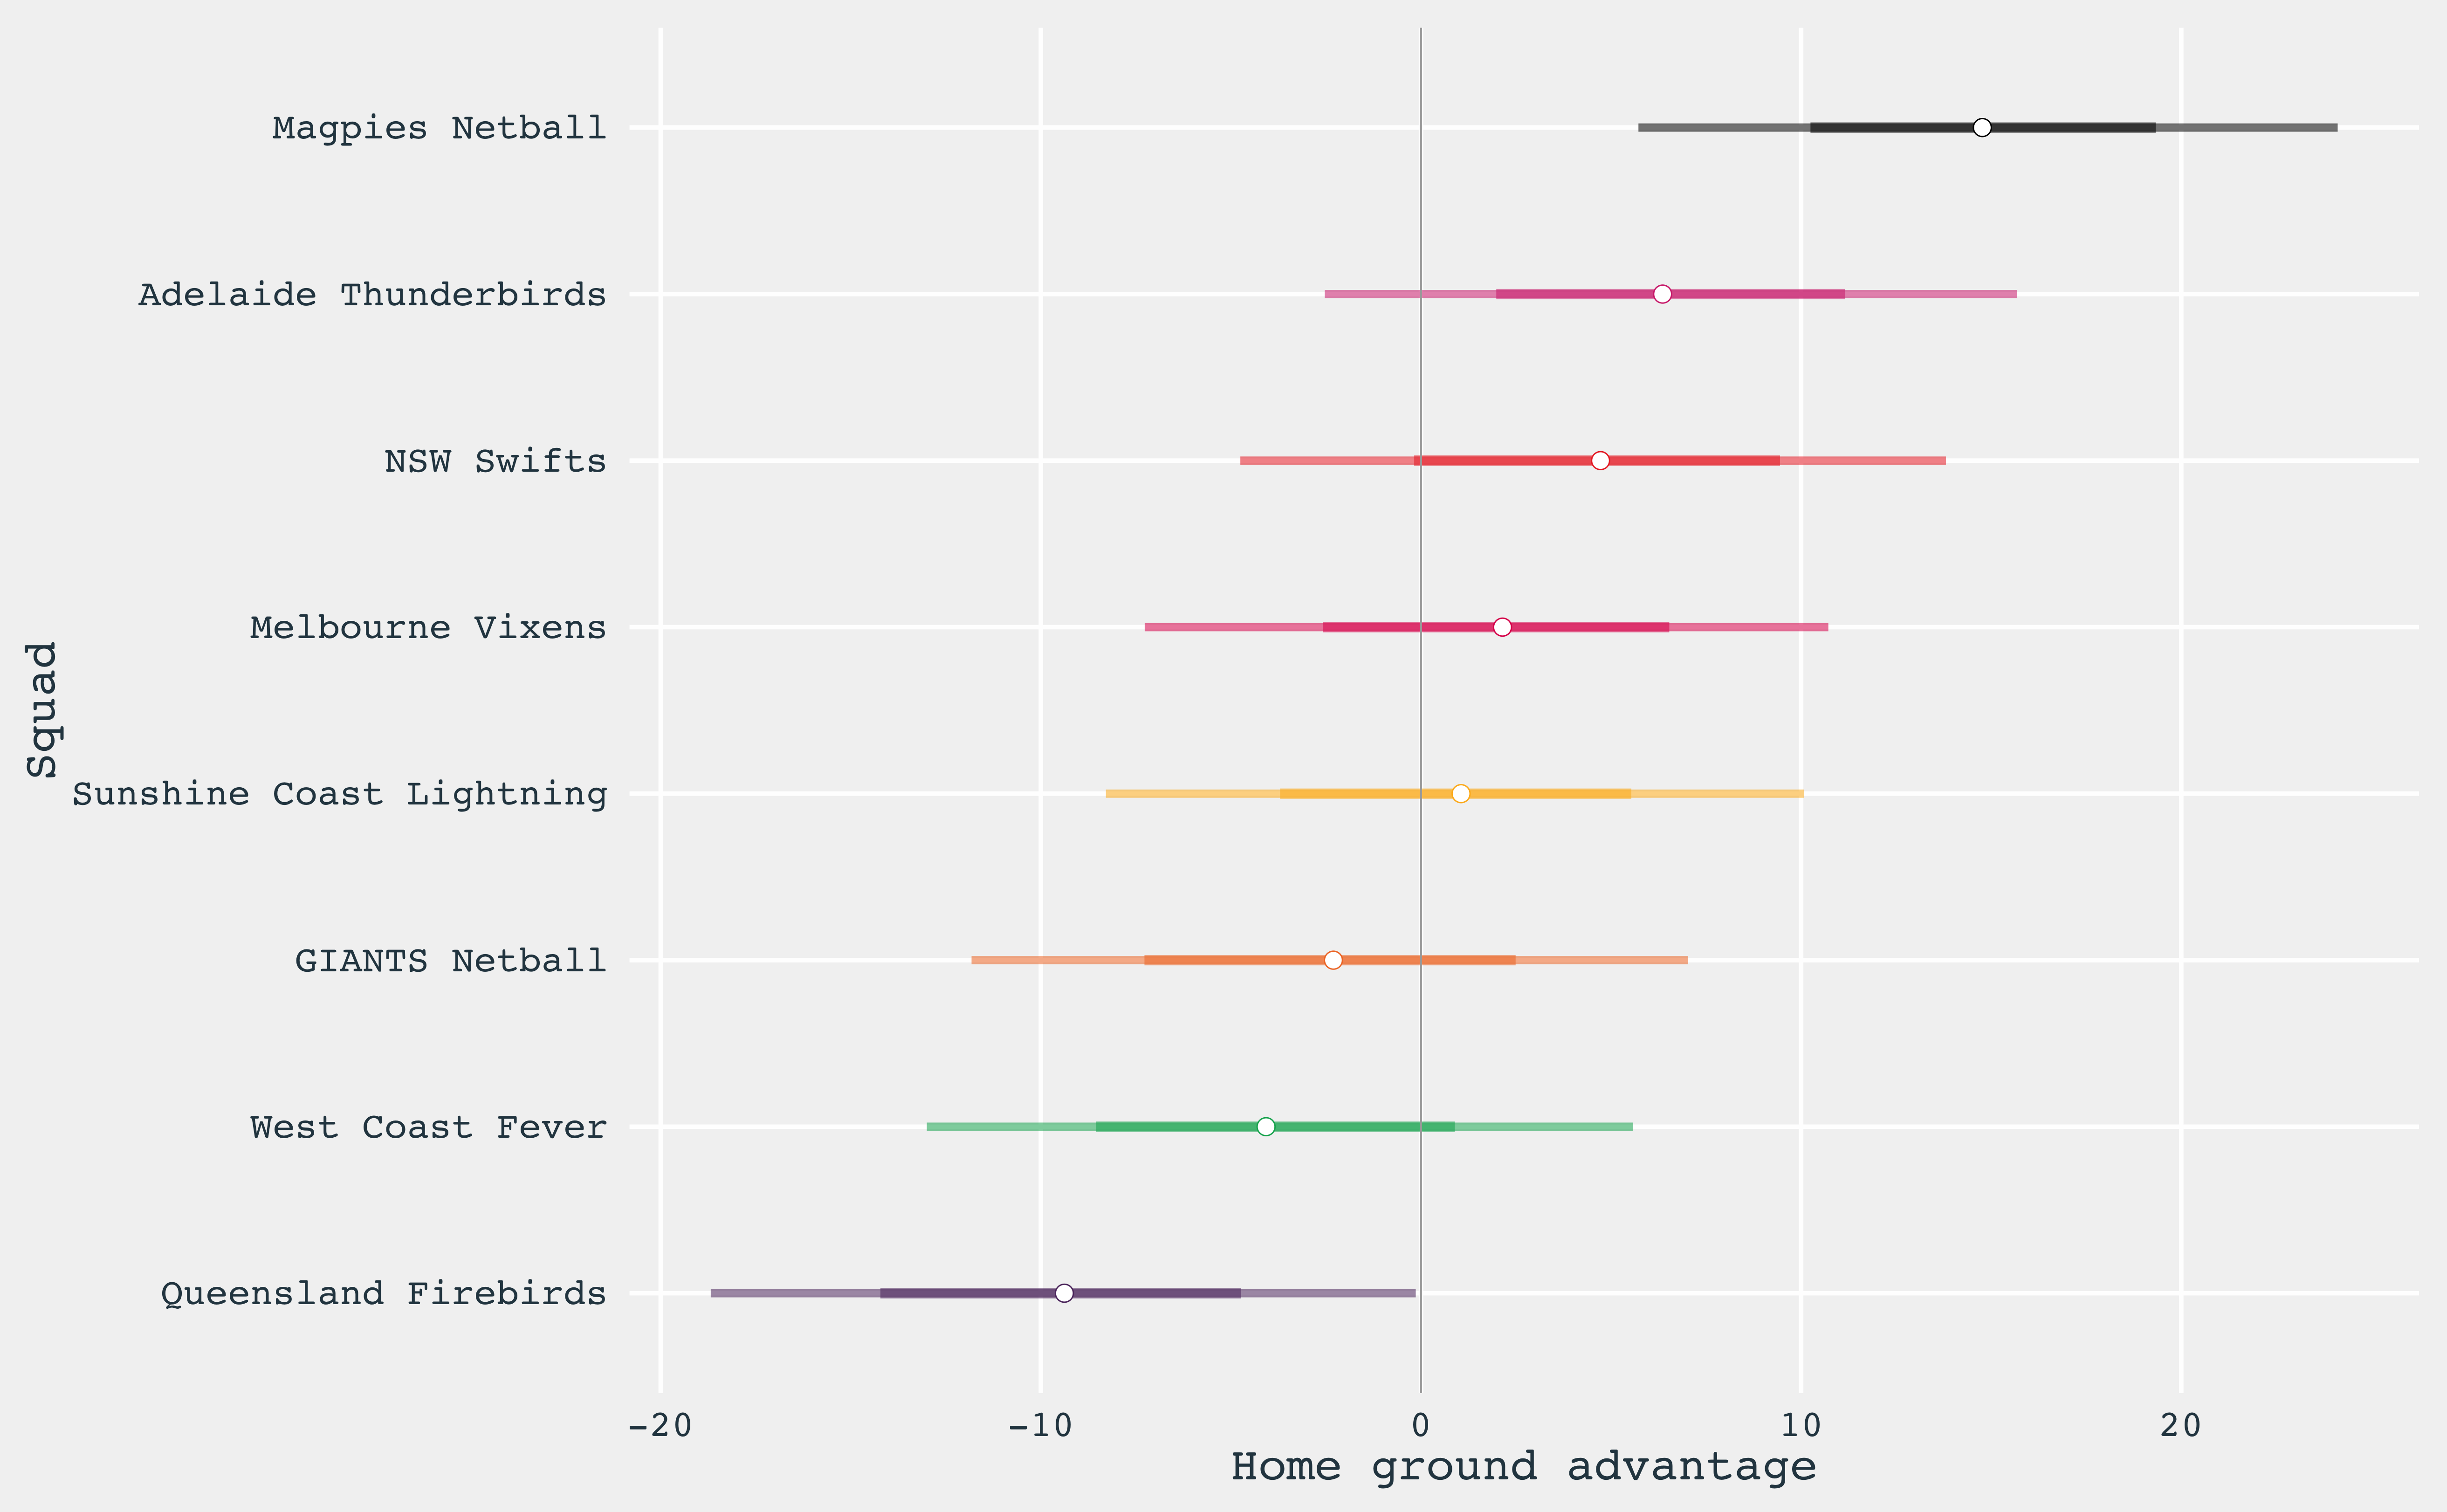 Magpies Netball
Adelaide Thunderbirds
NSW Swifts
Melbourne Vixens
Sunshine Coast Lightning
GIANTS Netball
West Coast Fever
Queensland Firebirds
Squad
-20 -10 0 10 20
Home ground advantage